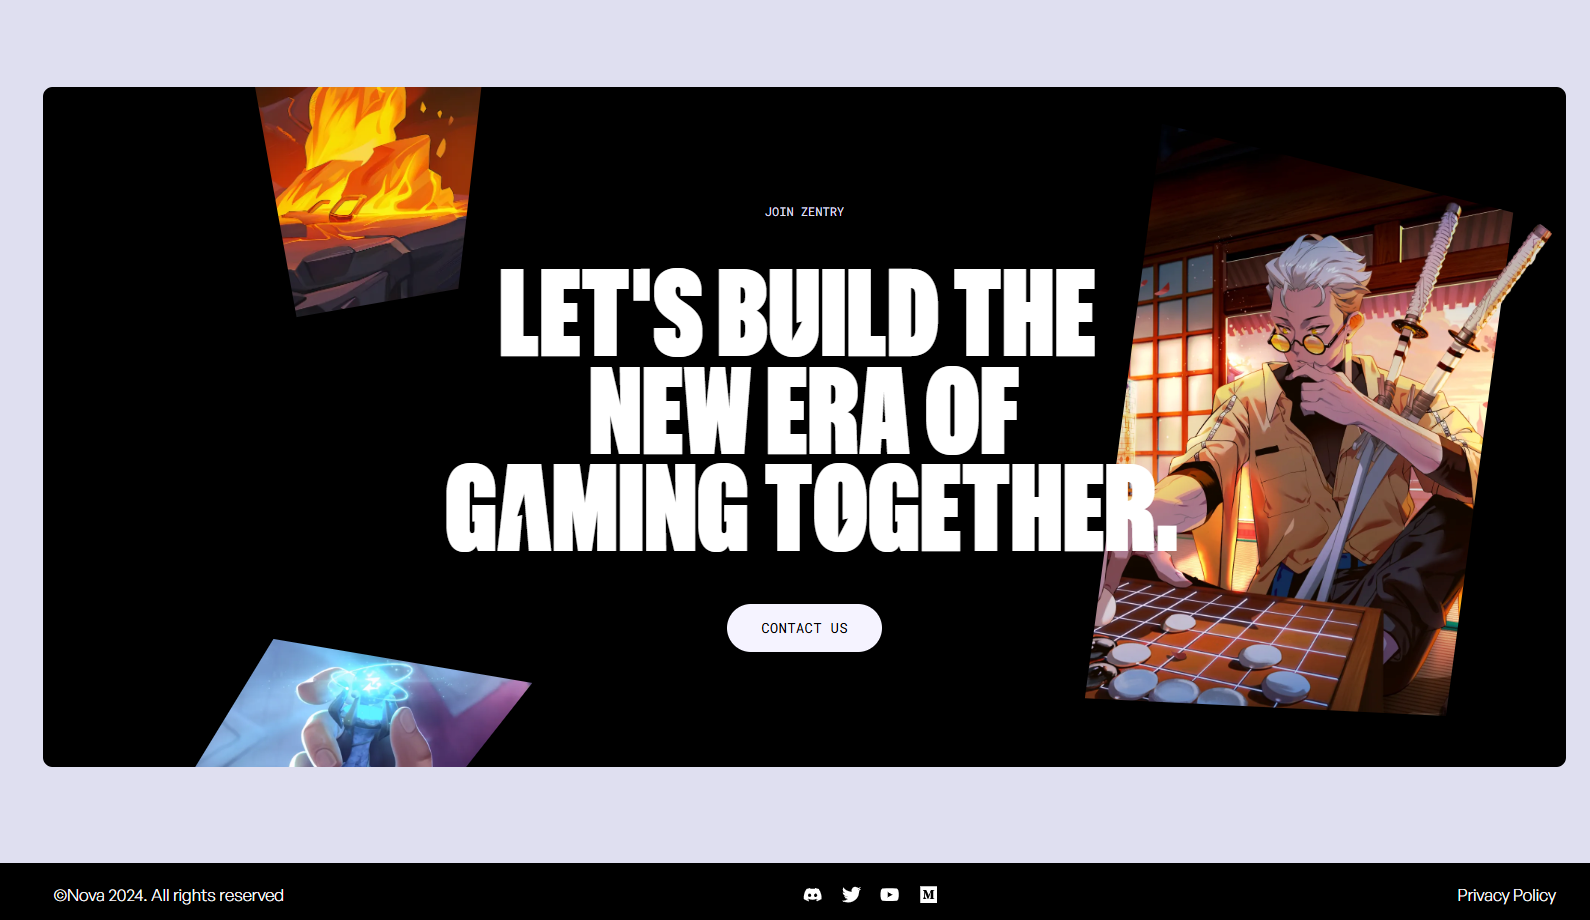 JOIN ZENTRY
LET'S BUILD THE
NEW ERA OF
GAMING TOGETHER.
CONTACT US
©Nova 2024. All rights reserved
M
Privacy Policy